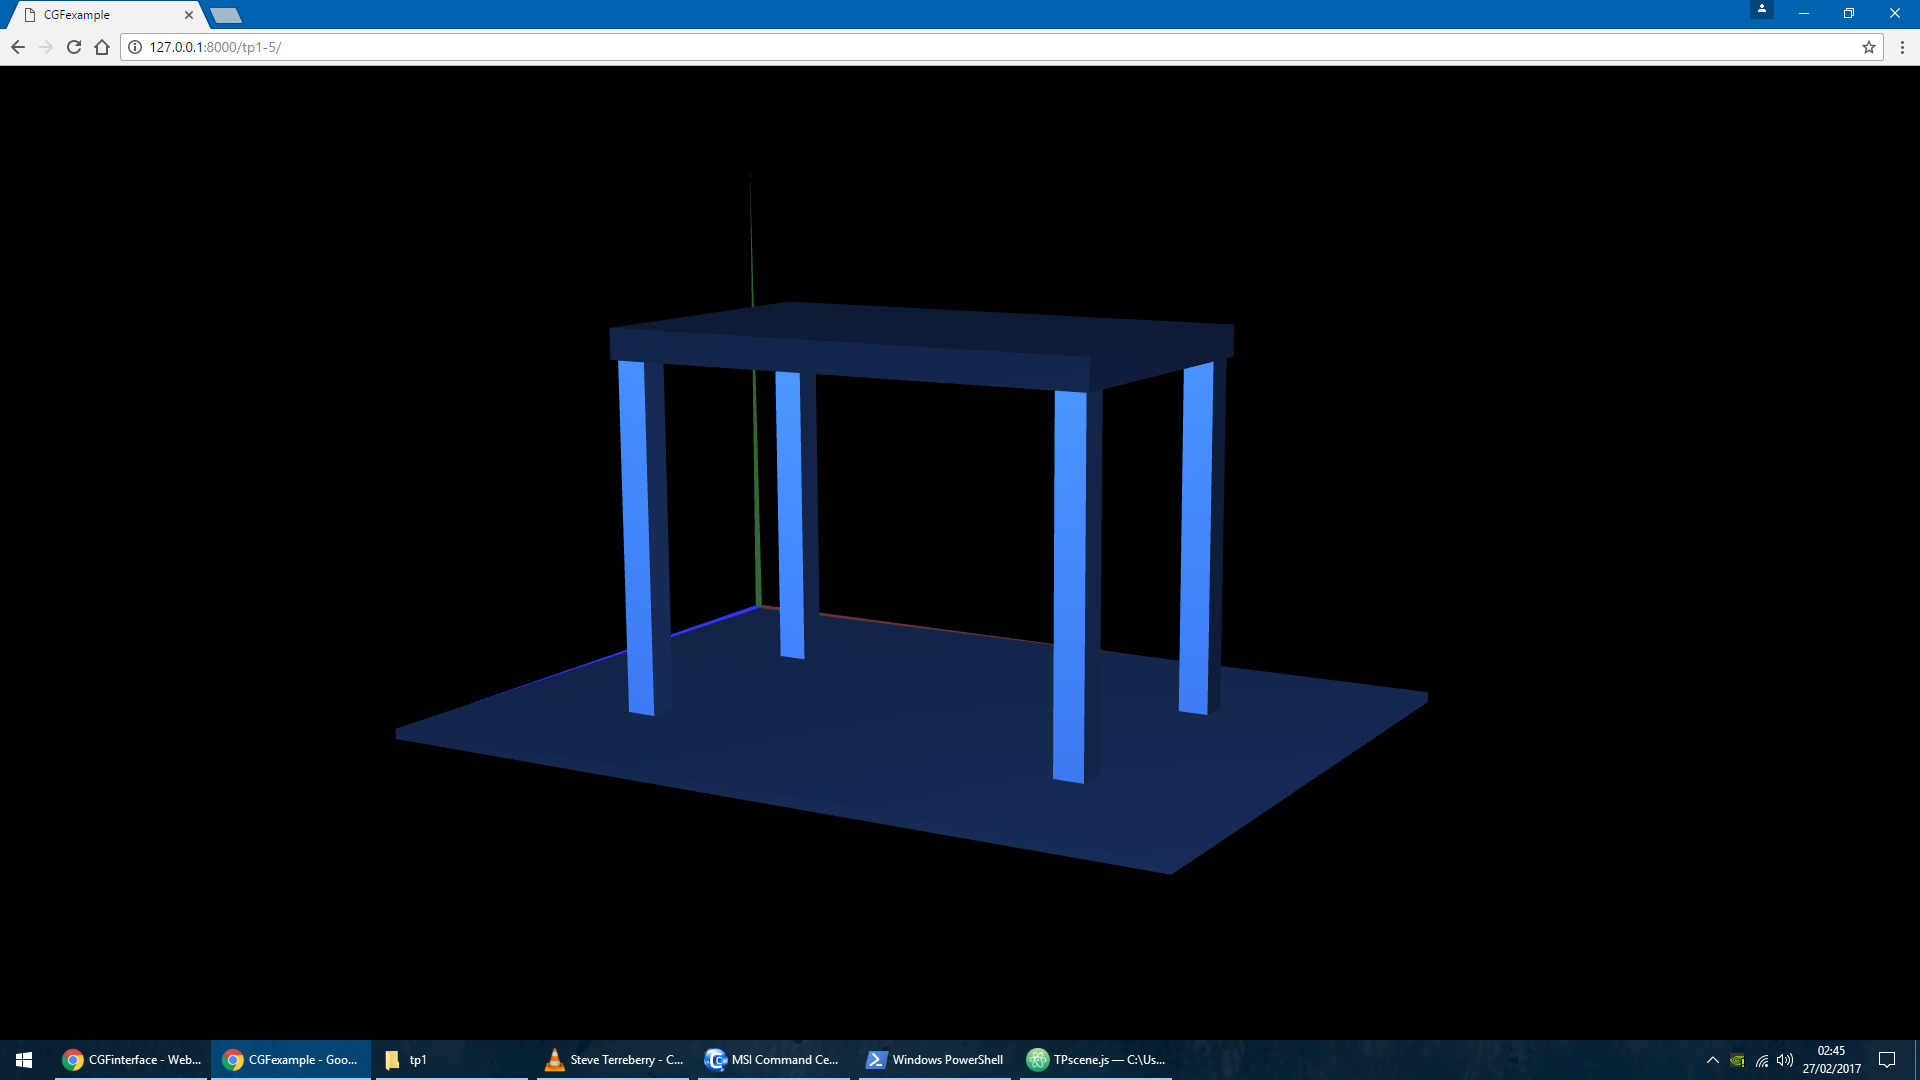 CGFexample
127.0.0.1:8000/tp1-5/
CGFinterface - Web...
CGFexample - Goo...
tp1
Steve Terreberry - C...
MSI Command Ce...
Windows PowerShell
TPscene.js — C:\Us...
02:45
27/02/2017